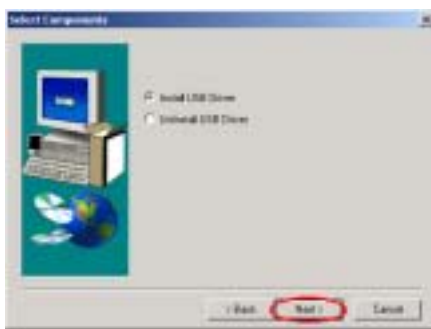 Select Components
Install USB Driver
Uninstall USB Driver
< Back
Next >
Cancel